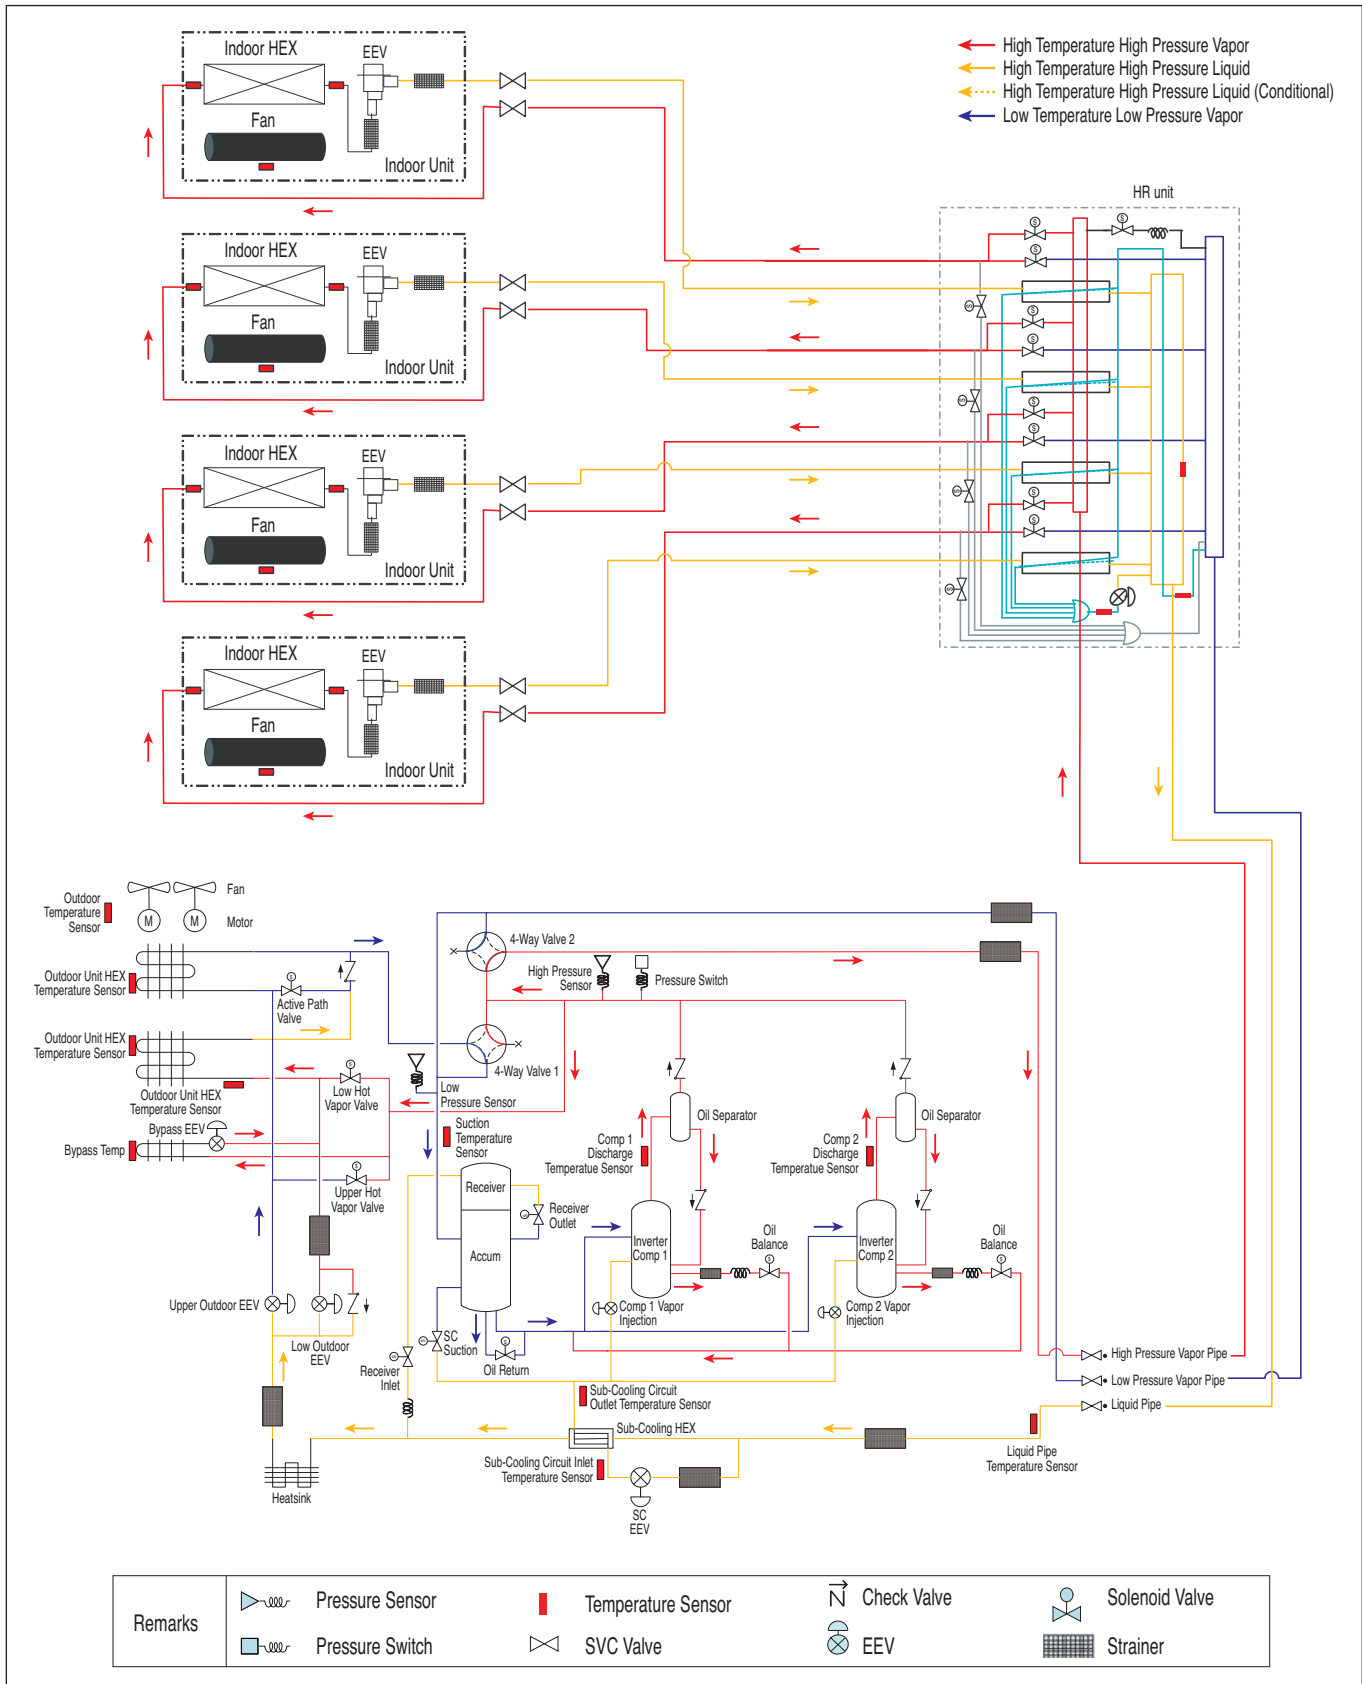 High Temperature High Pressure Vapor
High Temperature High Pressure Liquid
High Temperature High Pressure Liquid (Conditional)
Low Temperature Low Pressure Vapor
Indoor HEX
EEV
Fan
Indoor Unit
HR unit
S
S
S
S
S
S
S
S
S
S
S
S
S
Indoor HEX
EEV
Fan
Indoor Unit
Indoor HEX
EEV
Fan
Indoor Unit
Indoor HEX
EEV
Fan
Indoor Unit
Outdoor
Temperature
Sensor
Fan
M
M
Motor
4-Way Valve 2
High Pressure
Sensor
Pressure Switch
Outdoor Unit HEX
Temperature Sensor
S
Active Path
Valve
Outdoor Unit HEX
Temperature Sensor
4-Way Valve 1
S
Low Hot
Vapor Valve
Low
Pressure Sensor
Outdoor Unit HEX
Temperature Sensor
Bypass EEV
Bypass Temp
Suction
Temperature
Sensor
Oil Separator
Oil Separator
Comp 1
Discharge
Temperatue Sensor
Comp 2
Discharge
Temperatue Sensor
S
Upper Hot
Vapor Valve
Receiver
S
Receiver
Outlet
Accum
Inverter
Comp 1
Oil
Balance
S
Inverter
Comp 2
Oil
Balance
S
Upper Outdoor EEV
Low Outdoor
EEV
Comp 1 Vapor
Injection
Comp 2 Vapor
Injection
S
SC
Suction
S
Oil Return
S
Receiver
Inlet
High Pressure Vapor Pipe
Low Pressure Vapor Pipe
Liquid Pipe
Sub-Cooling Circuit
Outlet Temperature Sensor
Sub-Cooling HEX
Sub-Cooling Circuit Inlet
Temperature Sensor
Liquid Pipe
Temperature Sensor
Heatsink
SC
EEV
Remarks
Pressure Sensor
Temperature Sensor
Check Valve
Solenoid Valve
Pressure Switch
SVC Valve
EEV
Strainer